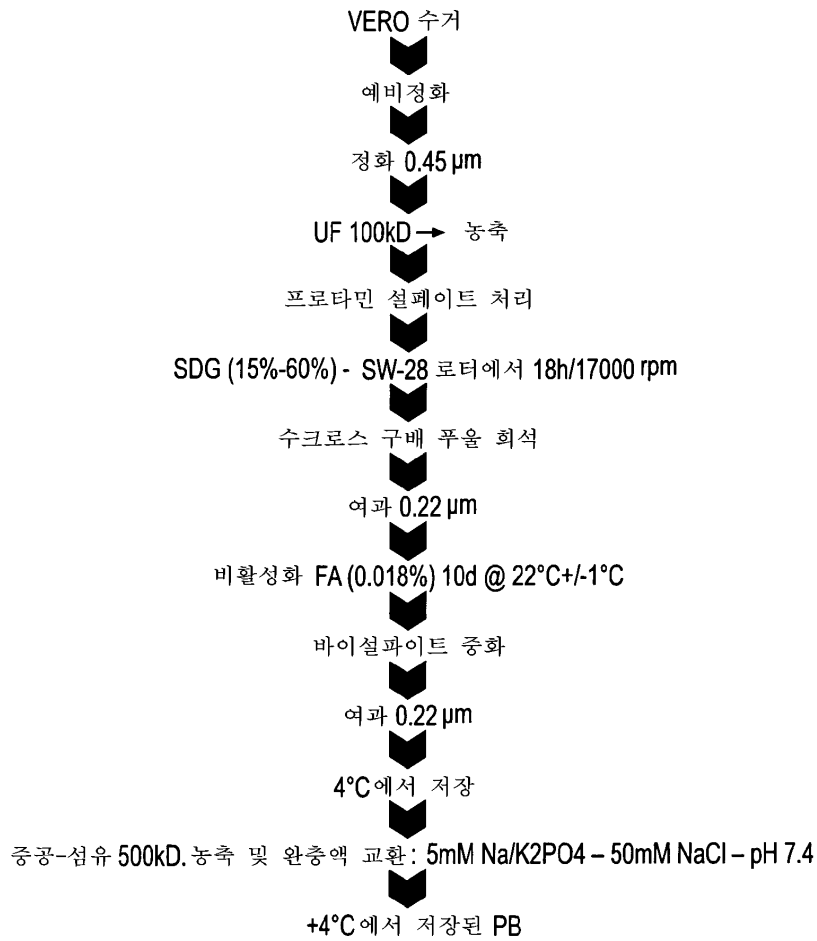 VERO 수거
예비정화
정화 0.45 µm
UF 100kD → 농축
프로타민 설페이트 처리
SDG (15%-60%) - SW-28 로터에서 18h/17000 rpm
수크로스 구배 푸울 희석
여과 0.22 µm
비활성화 FA (0.018%) 10d @ 22°C+/-1°C
바이설파이트 중화
여과 0.22 µm
4°C에서 저장
중공-섬유 500kD. 농축 및 완충액 교환: 5mM Na/K2PO4 – 50mM NaCl – pH 7.4
+4°C에서 저장된 PB